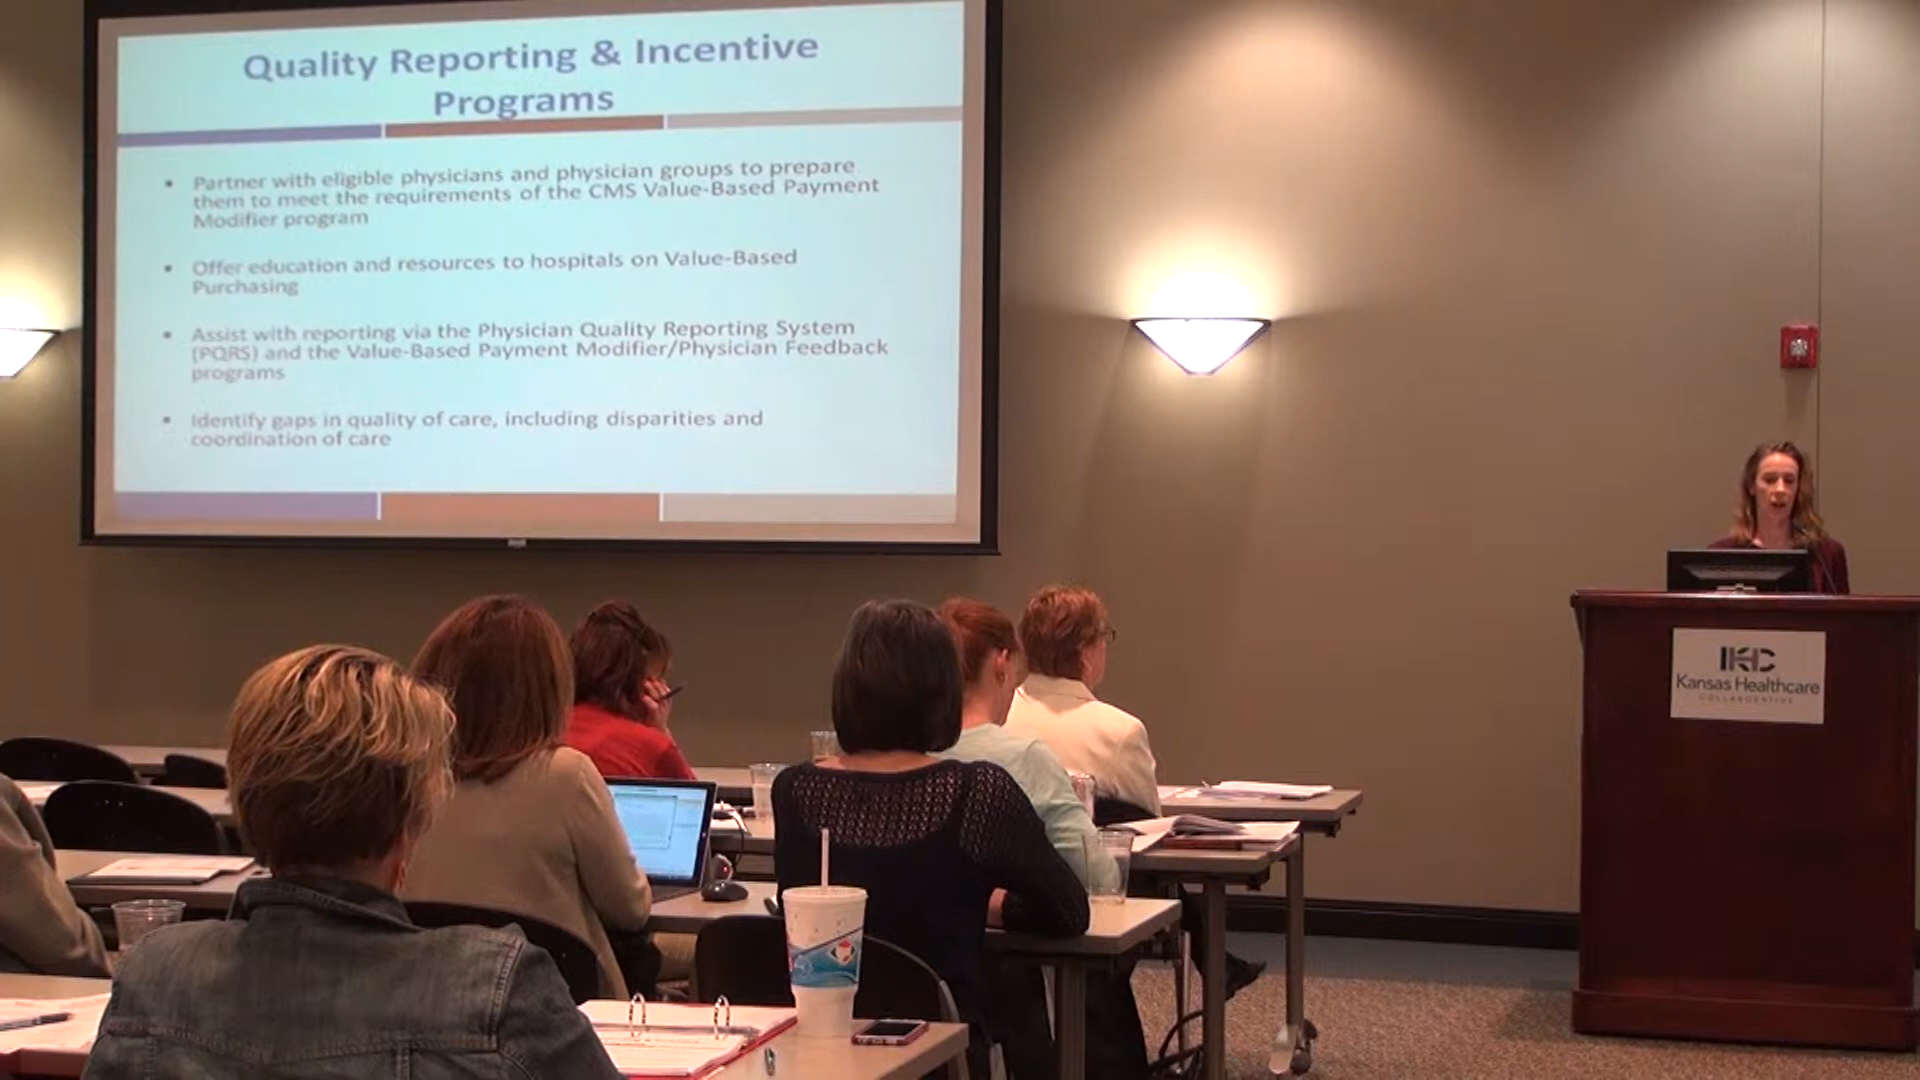 Quality Reporting & Incentive
Programs
• Partner with eligible physicians and physician groups to prepare
them to meet the requirements of the CMS Value-Based Payment
Modifier program
• Offer education and resources to hospitals on Value-Based
Purchasing
• Assist with reporting via the Physician Quality Reporting System
(PQRS) and the Value-Based Payment Modifier/Physician Feedback
programs
• Identify gaps in quality of care, including disparities and
coordination of care
KHC
Kansas Healthcare
COLLABORATIVE